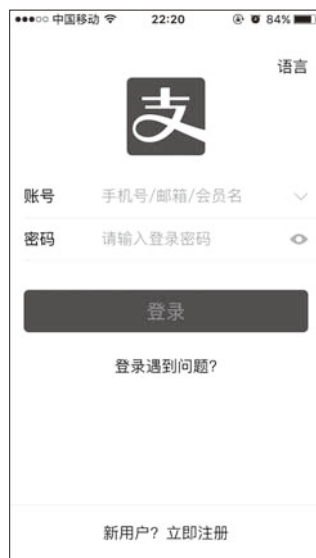 中国移动 22:20 84%
语言
支
账号 手机号/邮箱/会员名
密码 请输入登录密码
登录
登录遇到问题?
新用户? 立即注册